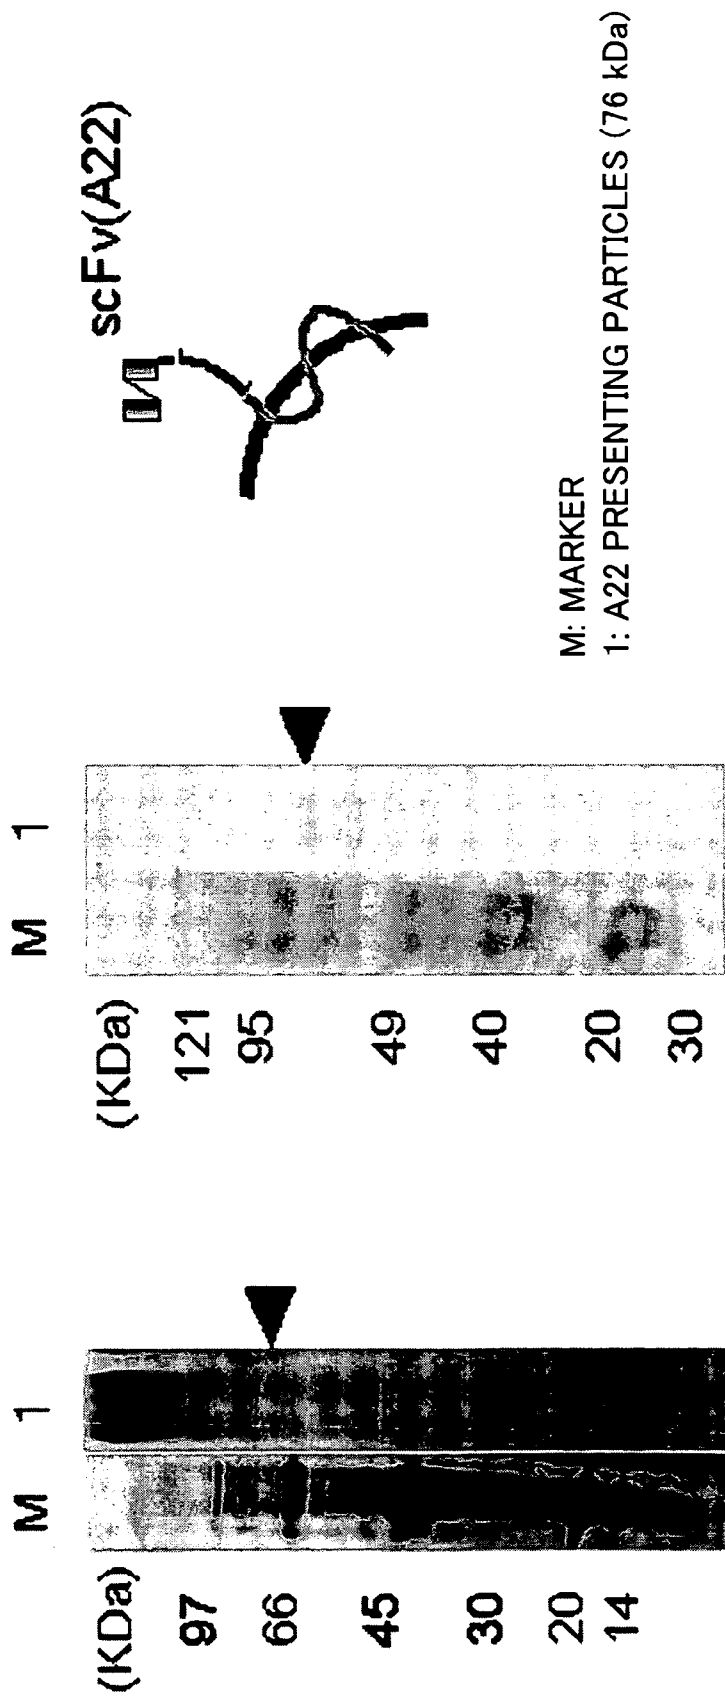 (KDa)
M
1
97
66
45
30
20
14
(KDa)
M
1
121
95
49
40
20
30
scFv(A22)
M: MARKER
1: A22 PRESENTING PARTICLES (76 kDa)